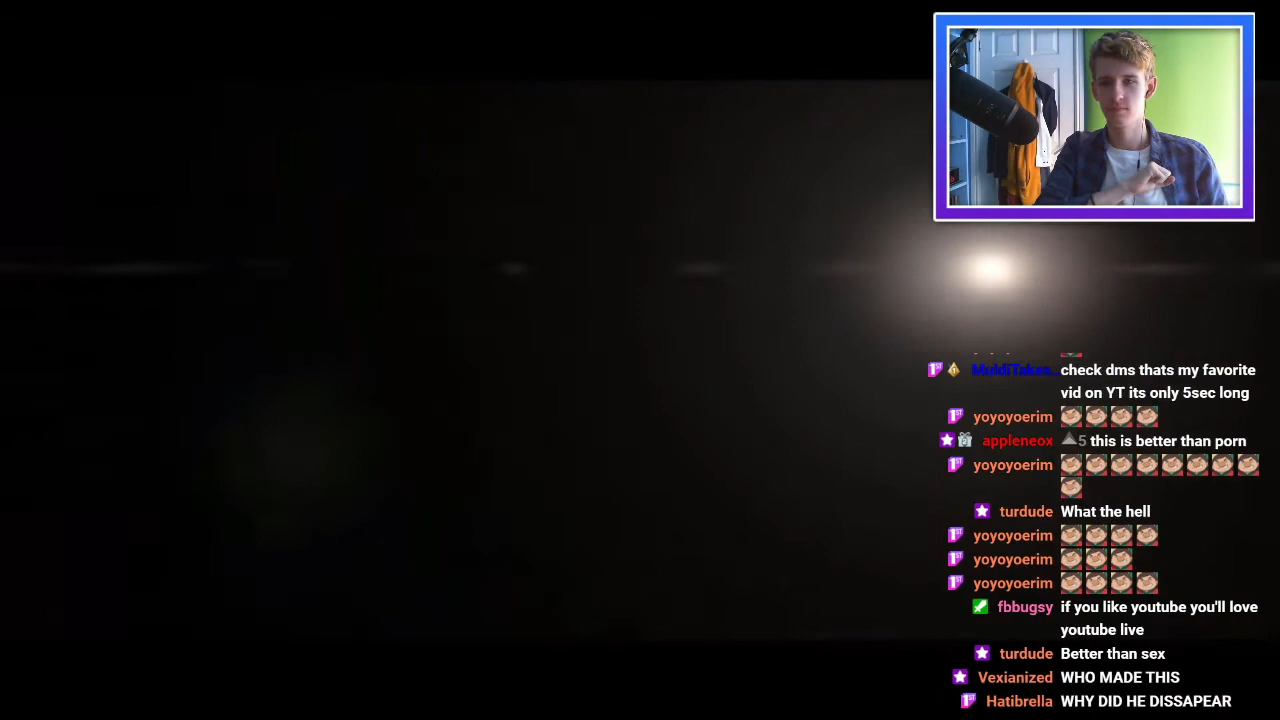 check dms thats my favorite
vid on YT its only 5sec long
yoyoyoerim
appleneox 5 this is better than porn
yoyoyoerim
turdude What the hell
yoyoyoerim
yoyoyoerim
yoyoyoerim
fbbugsy if you like youtube you'll love
youtube live
turdude Better than sex
Vexianized WHO MADE THIS
Hatibrella WHY DID HE DISSAPEAR